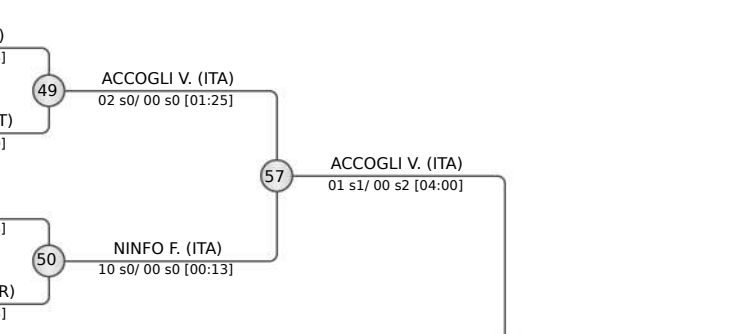 )
]
49
ACCOGLI V. (ITA)
02 s0/ 00 s0 [01:25]
T)
]
57
ACCOGLI V. (ITA)
01 s1/ 00 s2 [04:00]
]
50
NINFO F. (ITA)
10 s0/ 00 s0 [00:13]
R)
]